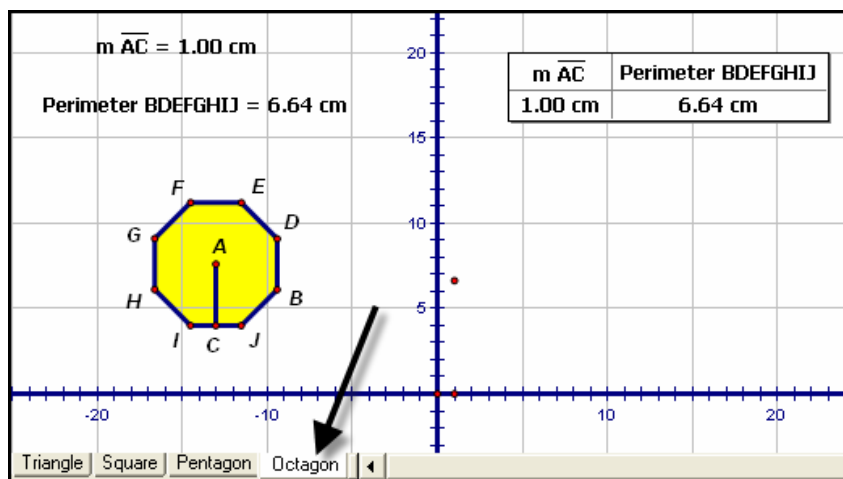 m AC = 1.00 cm
Perimeter BDEFGHIJ = 6.64 cm
m AC Perimeter BDEFGHIJ
1.00 cm 6.64 cm
20
15
10
5
F E
G D
A
H B
I C J
-20 -10 10 20
Triangle Square Pentagon Octagon